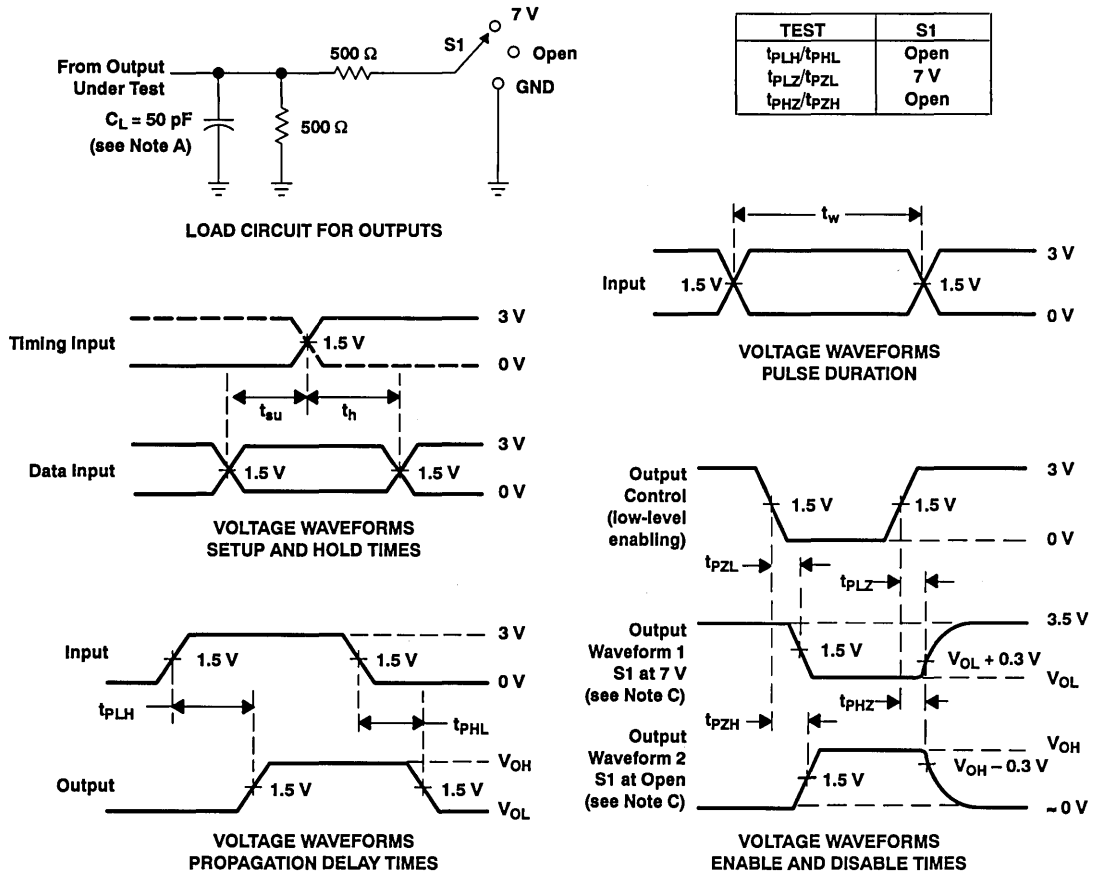 7 V
S1
Open
GND
500 Ω
From Output
Under Test
CL = 50 pF
(see Note A)
500 Ω
LOAD CIRCUIT FOR OUTPUTS
TEST S1
tPLH/tPHL Open
tPLZ/tPZL 7 V
tPHZ/tPZH Open
tw
3 V
Input 1.5 V 1.5 V
0 V
VOLTAGE WAVEFORMS
PULSE DURATION
3 V
Timing Input 1.5 V
0 V
tsu th
3 V
Data Input 1.5 V 1.5 V
0 V
VOLTAGE WAVEFORMS
SETUP AND HOLD TIMES
3 V
Input 1.5 V 1.5 V
0 V
tPLH tPHL
VOH
Output 1.5 V 1.5 V
VOL
VOLTAGE WAVEFORMS
PROPAGATION DELAY TIMES
Output
Control
(low-level
enabling)
3 V
1.5 V 1.5 V
0 V
tPZL tPLZ
Output
Waveform 1
S1 at 7 V
(see Note C)
3.5 V
1.5 V
VOL + 0.3 V
VOL
tPZH tPHZ
Output
Waveform 2
S1 at Open
(see Note C)
VOH
VOH – 0.3 V
1.5 V
≈ 0 V
VOLTAGE WAVEFORMS
ENABLE AND DISABLE TIMES